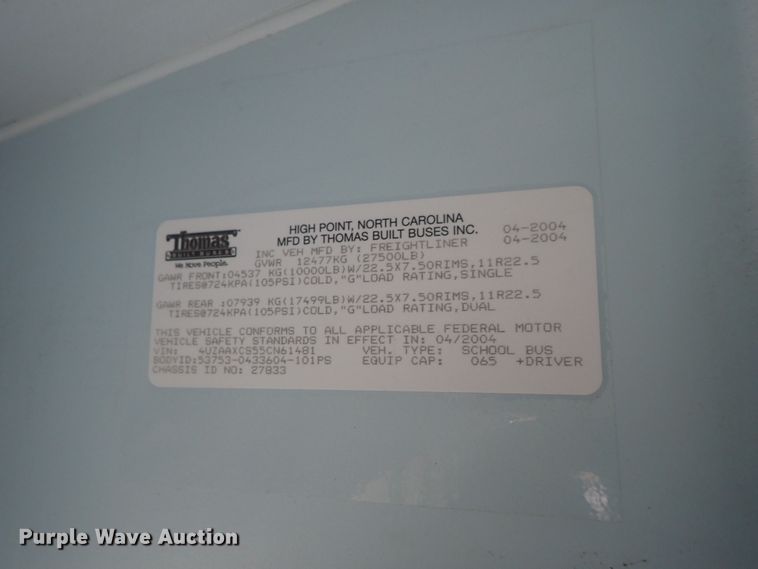 Thomas
BUILT BUSES
We Move People.
HIGH POINT, NORTH CAROLINA
MFD BY THOMAS BUILT BUSES INC. 04-2004
INC VEH MFD BY: FREIGHTLINER 04-2004
GVWR 12477KG (27500LB)
GAWR FRONT:04537 KG(10000LB)W/22.5X7.50RIMS,11R22.5
TIRES@724KPA(105PSI)COLD,"G"LOAD RATING,SINGLE
GAWR REAR :07939 KG(17499LB)W/22.5X7.50RIMS,11R22.5
TIRES@724KPA(105PSI)COLD,"G"LOAD RATING,DUAL
THIS VEHICLE CONFORMS TO ALL APPLICABLE FEDERAL MOTOR
VEHICLE SAFETY STANDARDS IN EFFECT IN: 04/2004
VIN: 4UZAAXCS55CN61481 VEH. TYPE: SCHOOL BUS
BODYID:53753-0433604-101PS EQUIP CAP: 065 +DRIVER
CHASSIS ID NO: 27833
Purple Wave Auction